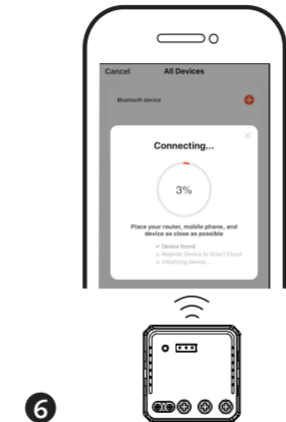 Cancel All Devices
Bluetooth device
Connecting...
3%
Place your router, mobile phone, and
device as close as possible
Device found
Register Device to Smart Cloud
Initializing device...
6